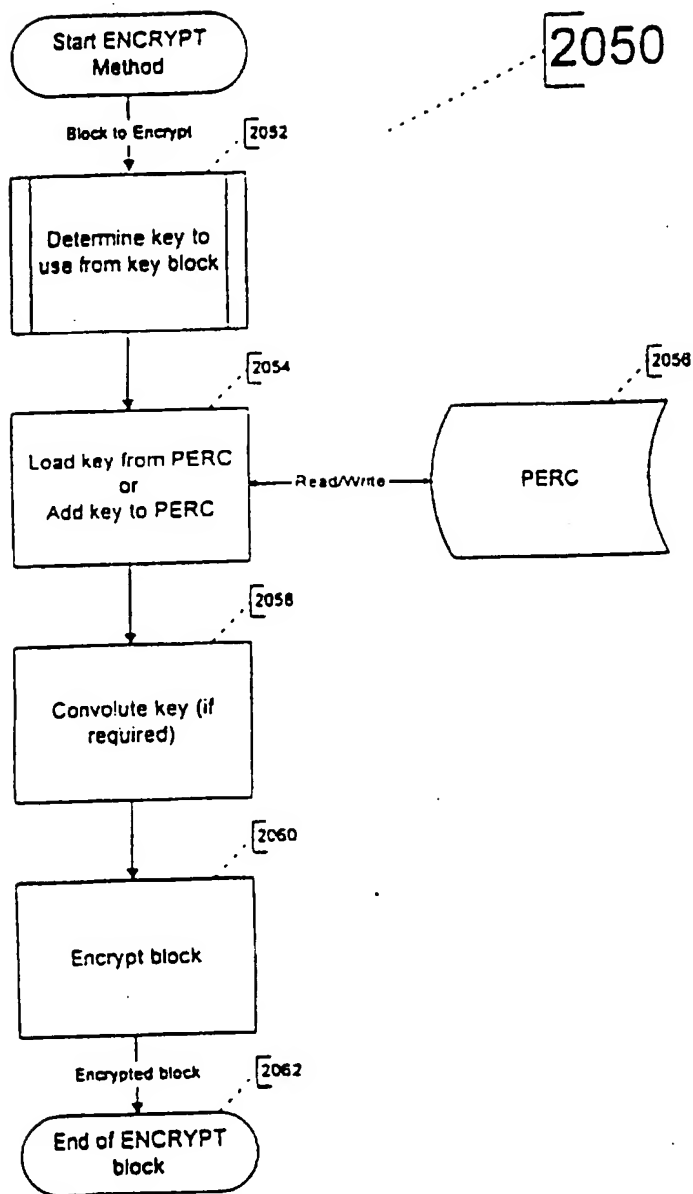 Start ENCRYPT
Method
2050
Block to Encrypt
2052
Determine key to
use from key block
2054
2056
Load key from PERC
or
Add key to PERC
Read/Write
PERC
2058
Convolute key (if
required)
2060
Encrypt block
Encrypted block
2062
End of ENCRYPT
block